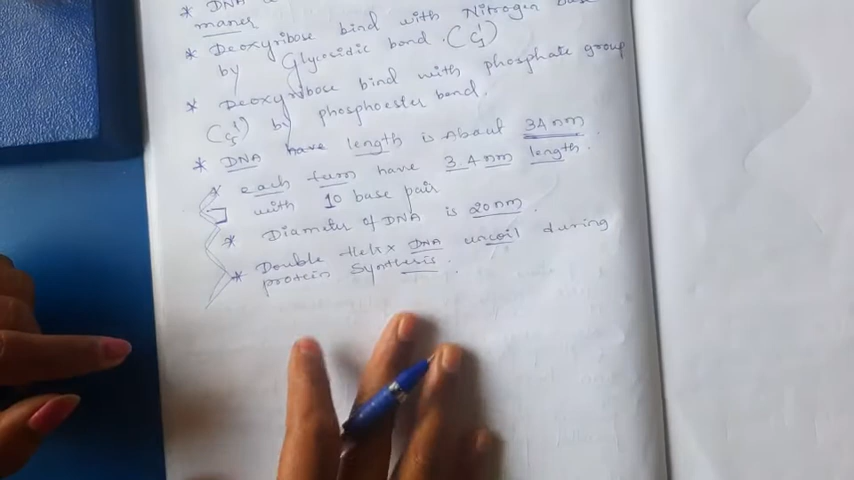 * DNA
maner
* Deoxyribose bind with Nitrogen base
by Glycosidic bond. (C1')
* Deoxyribose bind with phosphate group
(C5') by phosphoester bond.
* DNA have length is About 34 nm.
* each turn have 3.4 nm length.
with 10 base pair
* Diameter of DNA is 20 nm.
* Double Helix DNA uncoil during
protein synthesis.